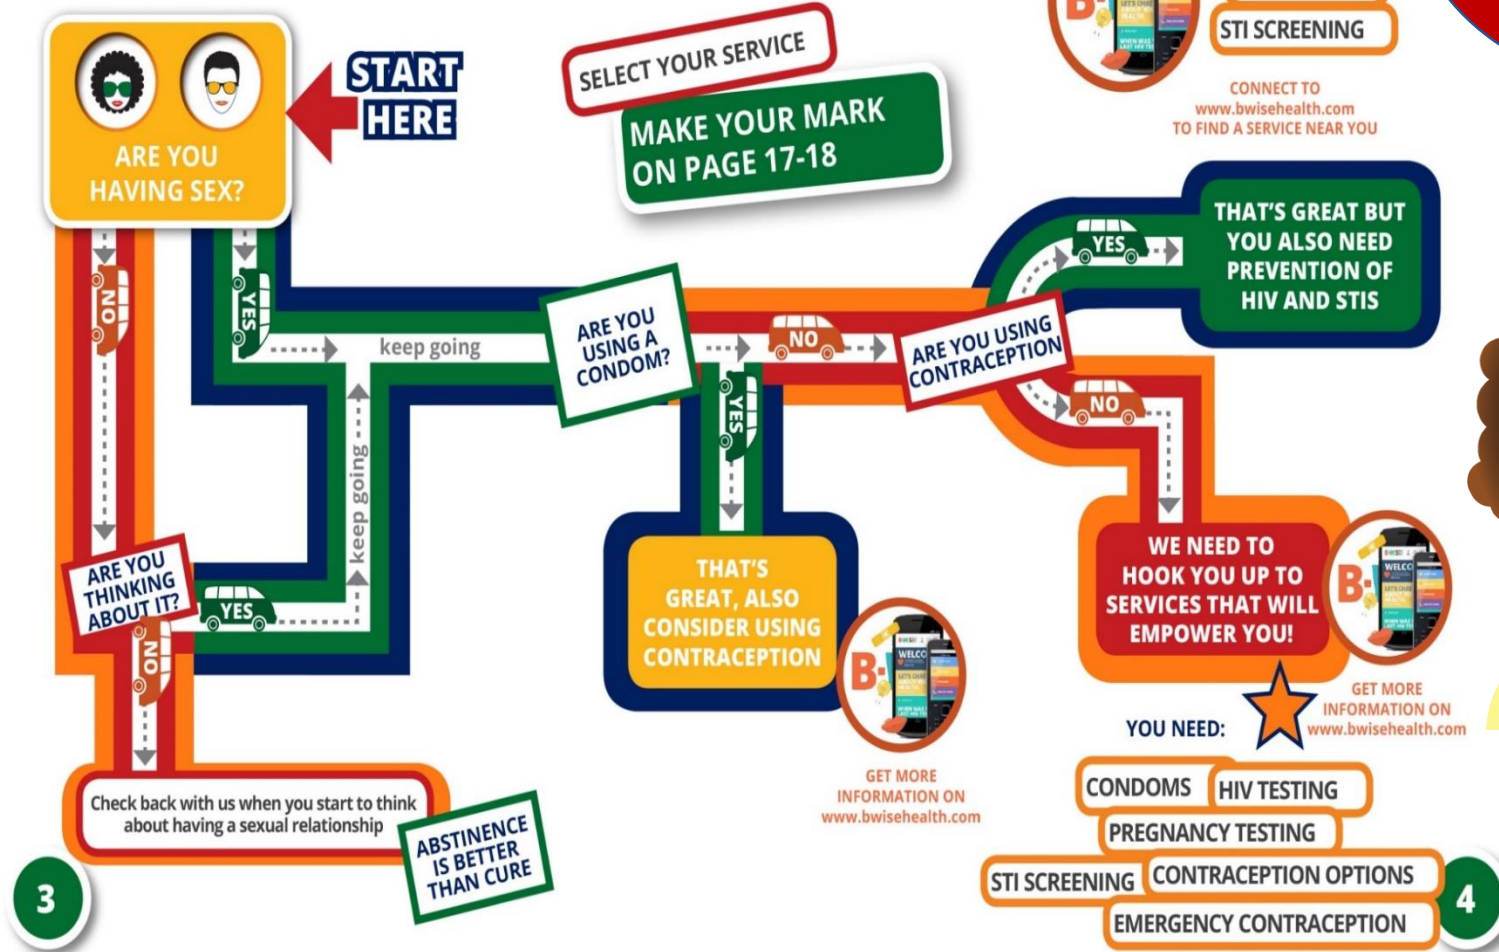 ARE YOU
HAVING SEX?
START
HERE
SELECT YOUR SERVICE
MAKE YOUR MARK
ON PAGE 17-18
B-
STI SCREENING
CONNECT TO
www.bwisehealth.com
TO FIND A SERVICE NEAR YOU
NO
YES
keep going
ARE YOU
USING A
CONDOM?
NO
YES
ARE YOU USING
CONTRACEPTION
YES
THAT'S GREAT BUT
YOU ALSO NEED
PREVENTION OF
HIV AND STIS
NO
keep going
ARE YOU
THINKING
ABOUT IT?
YES
NO
THAT'S
GREAT, ALSO
CONSIDER USING
CONTRACEPTION
B-
GET MORE
INFORMATION ON
www.bwisehealth.com
WE NEED TO
HOOK YOU UP TO
SERVICES THAT WILL
EMPOWER YOU!
B-
GET MORE
INFORMATION ON
www.bwisehealth.com
YOU NEED:
CONDOMS
HIV TESTING
PREGNANCY TESTING
STI SCREENING
CONTRACEPTION OPTIONS
EMERGENCY CONTRACEPTION
Check back with us when you start to think
about having a sexual relationship
ABSTINENCE
IS BETTER
THAN CURE
3
4